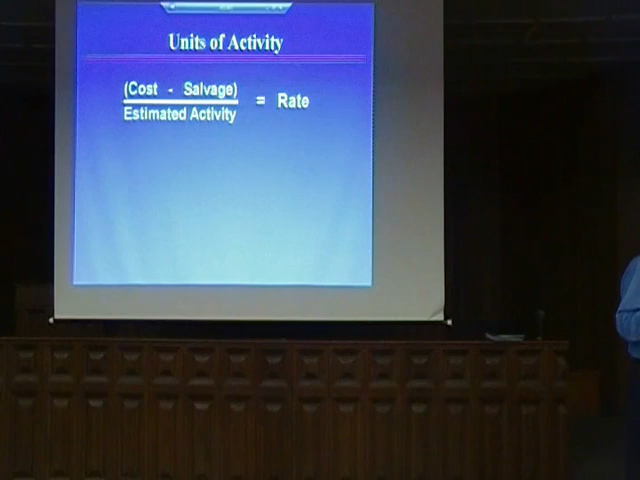 Units of Activity
(Cost - Salvage)
Estimated Activity
= Rate